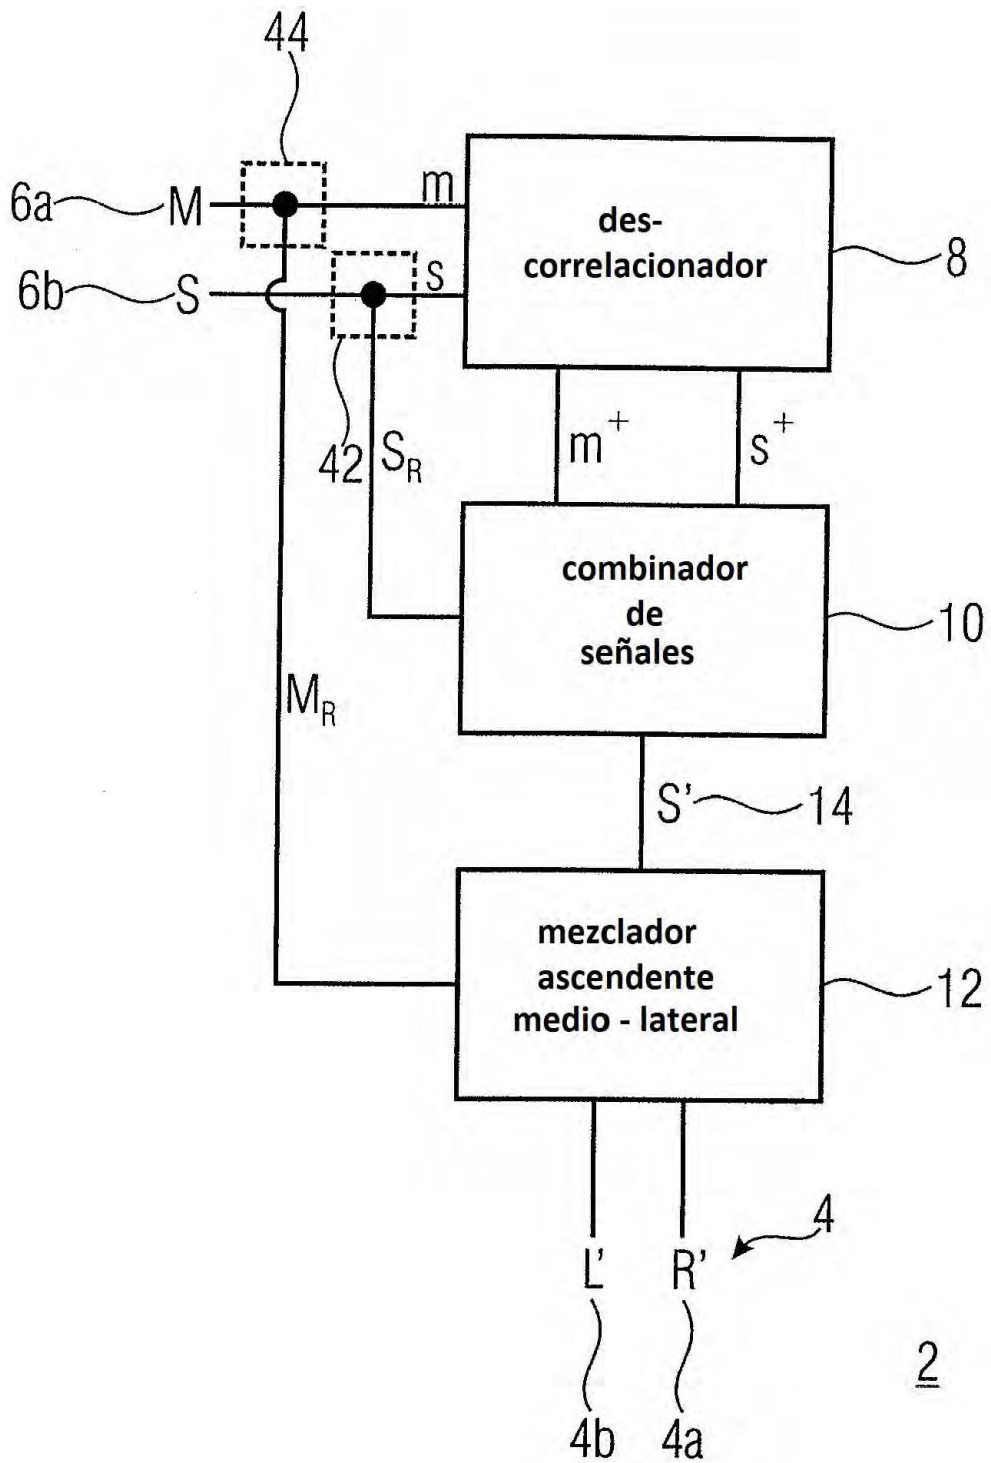 44
6a M m
des-
correlacionador
8
6b S s
42 S_R
m⁺ s⁺
combinador
de
señales
10
M_R
S' 14
mezclador
ascendente
medio - lateral
12
4
L' R'
2
4b 4a